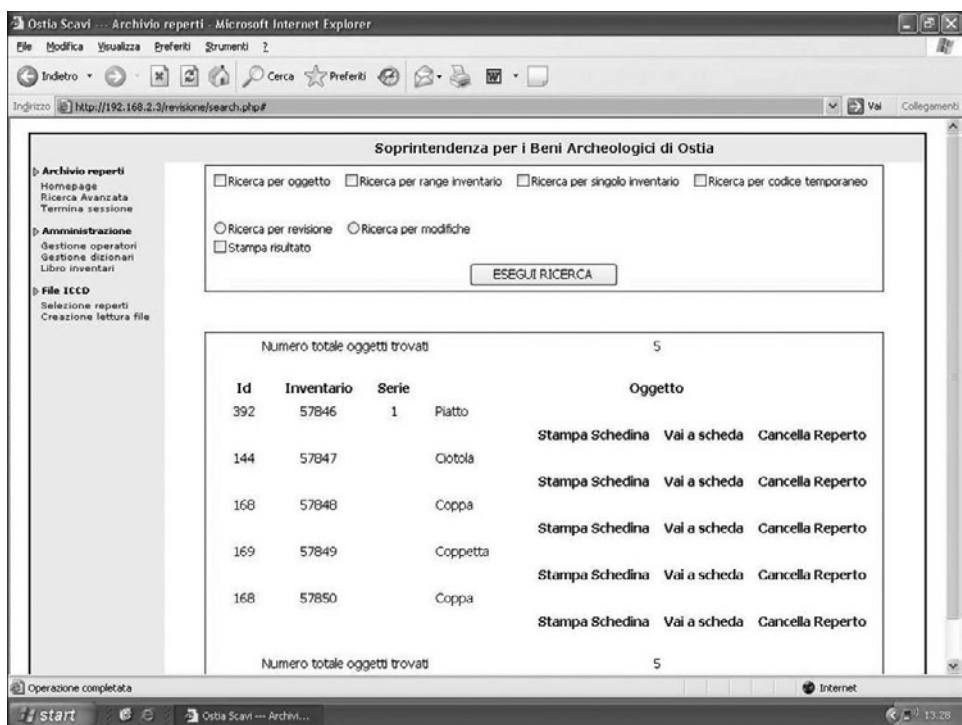 Ostia Scavi --- Archivio reperti - Microsoft Internet Explorer
File Modifica Visualizza Preferiti Strumenti ?
Indietro Cerca Preferiti
Indirizzo http://192.168.2.3/revisione/search.php# Vai Collegamenti
Soprintendenza per i Beni Archeologici di Ostia
Archivio reperti
Homepage
Ricerca Avanzata
Termina sessione
Amministrazione
Gestione operatori
Gestione dizionari
Libro inventari
File ICCD
Selezione reperti
Creazione lettura file
Ricerca per oggetto Ricerca per range inventario Ricerca per singolo inventario Ricerca per codice temporaneo
Ricerca per revisione Ricerca per modifiche
Stampa risultato
ESEGUI RICERCA
Numero totale oggetti trovati 5
Id Inventario Serie Oggetto
392 57846 1 Piatto
Stampa Schedina Vai a scheda Cancella Reperto
144 57847 Ciotola
Stampa Schedina Vai a scheda Cancella Reperto
168 57848 Coppa
Stampa Schedina Vai a scheda Cancella Reperto
169 57849 Coppetta
Stampa Schedina Vai a scheda Cancella Reperto
168 57850 Coppa
Stampa Schedina Vai a scheda Cancella Reperto
Numero totale oggetti trovati 5
Operazione completata Internet
start Ostia Scavi --- Archivi... 13.28